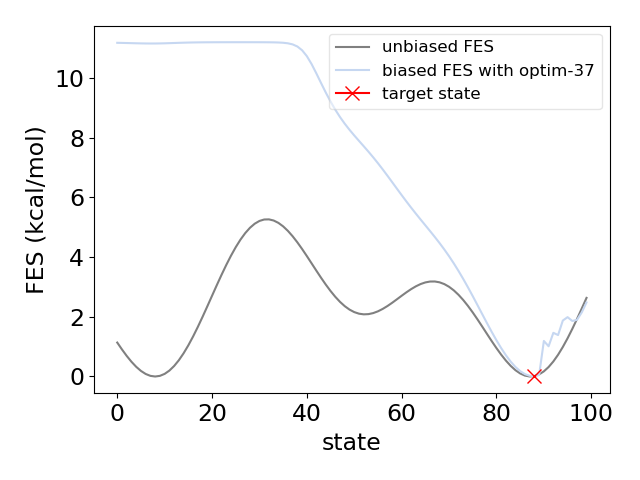 unbiased FES
biased FES with optim-37
target state
FES (kcal/mol)
10
8
6
4
2
0
0 20 40 60 80 100
state